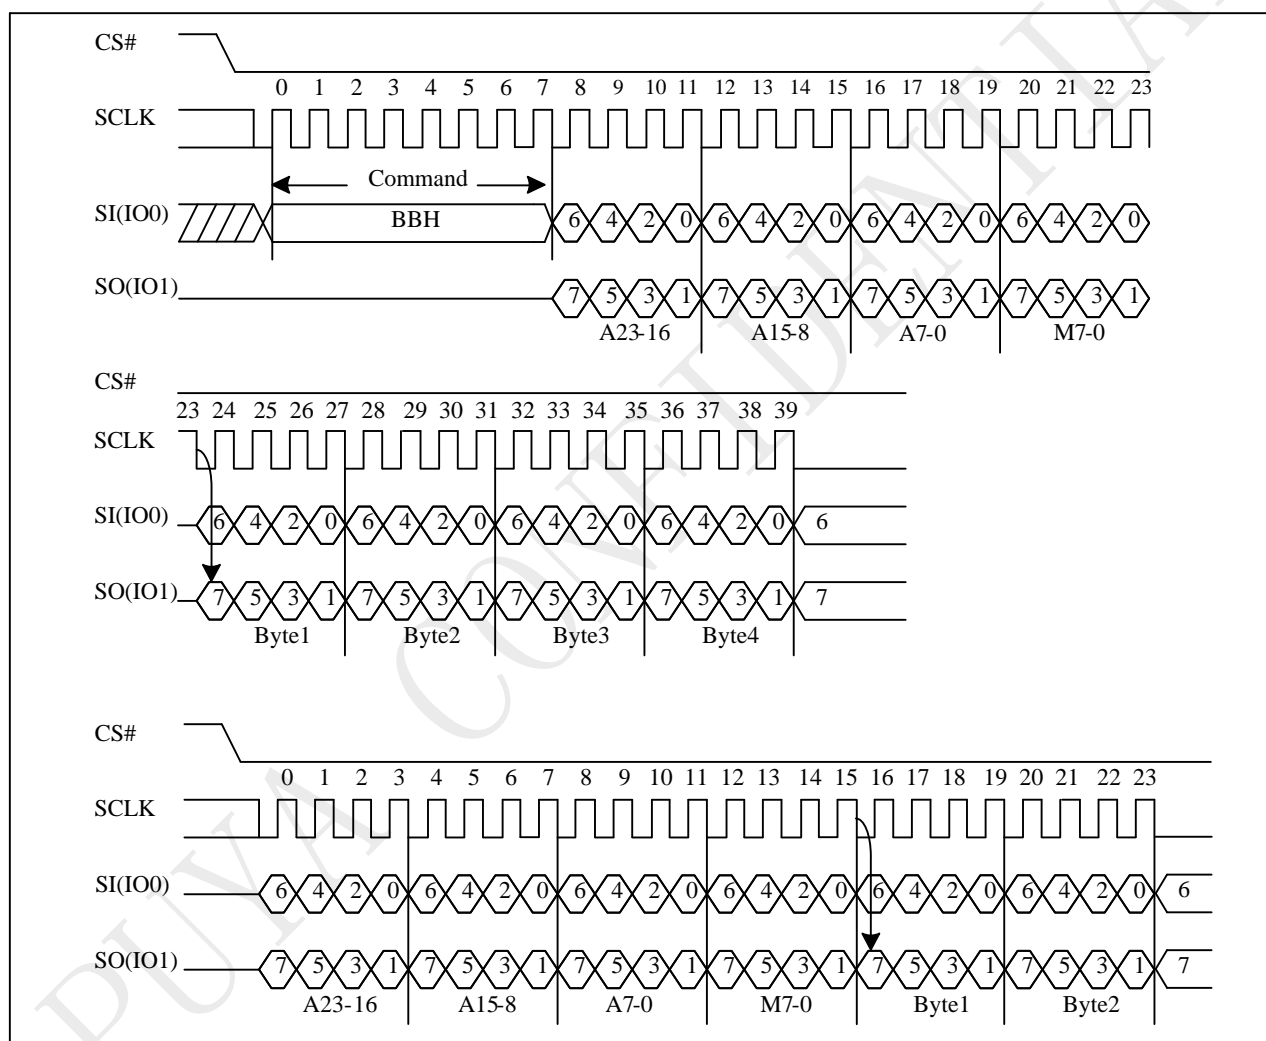 CS#
0 1 2 3 4 5 6 7 8 9 10 11 12 13 14 15 16 17 18 19 20 21 22 23
SCLK
Command
SI(IO0) BBH 6 4 2 0 6 4 2 0 6 4 2 0 6 4 2 0
SO(IO1) 7 5 3 1 7 5 3 1 7 5 3 1 7 5 3 1
A23-16 A15-8 A7-0 M7-0
CS#
23 24 25 26 27 28 29 30 31 32 33 34 35 36 37 38 39
SCLK
SI(IO0) 6 4 2 0 6 4 2 0 6 4 2 0 6 4 2 0 6
SO(IO1) 7 5 3 1 7 5 3 1 7 5 3 1 7 5 3 1 7
Byte1 Byte2 Byte3 Byte4
CS#
0 1 2 3 4 5 6 7 8 9 10 11 12 13 14 15 16 17 18 19 20 21 22 23
SCLK
SI(IO0) 6 4 2 0 6 4 2 0 6 4 2 0 6 4 2 0 6 4 2 0 6 4 2 0 6
SO(IO1) 7 5 3 1 7 5 3 1 7 5 3 1 7 5 3 1 7 5 3 1 7 5 3 1 7
A23-16 A15-8 A7-0 M7-0 Byte1 Byte2
PUYA CONFIDENTIA